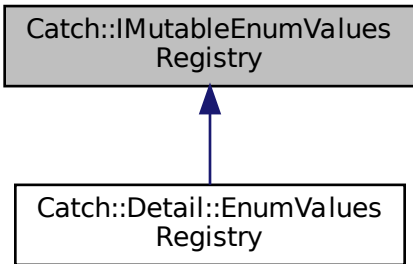 Catch::IMutableEnumValues
Registry
Catch::Detail::EnumValues
Registry